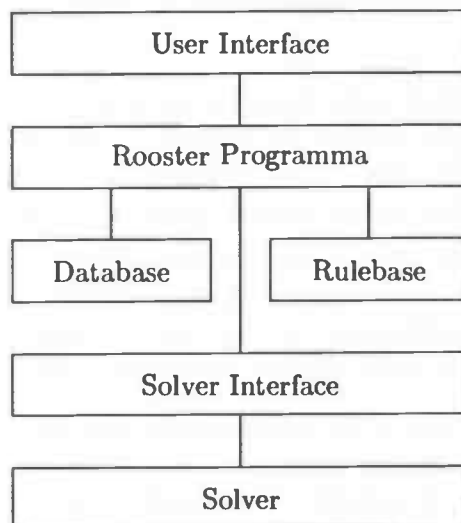 User Interface
Rooster Programma
Database
Rulebase
Solver Interface
Solver